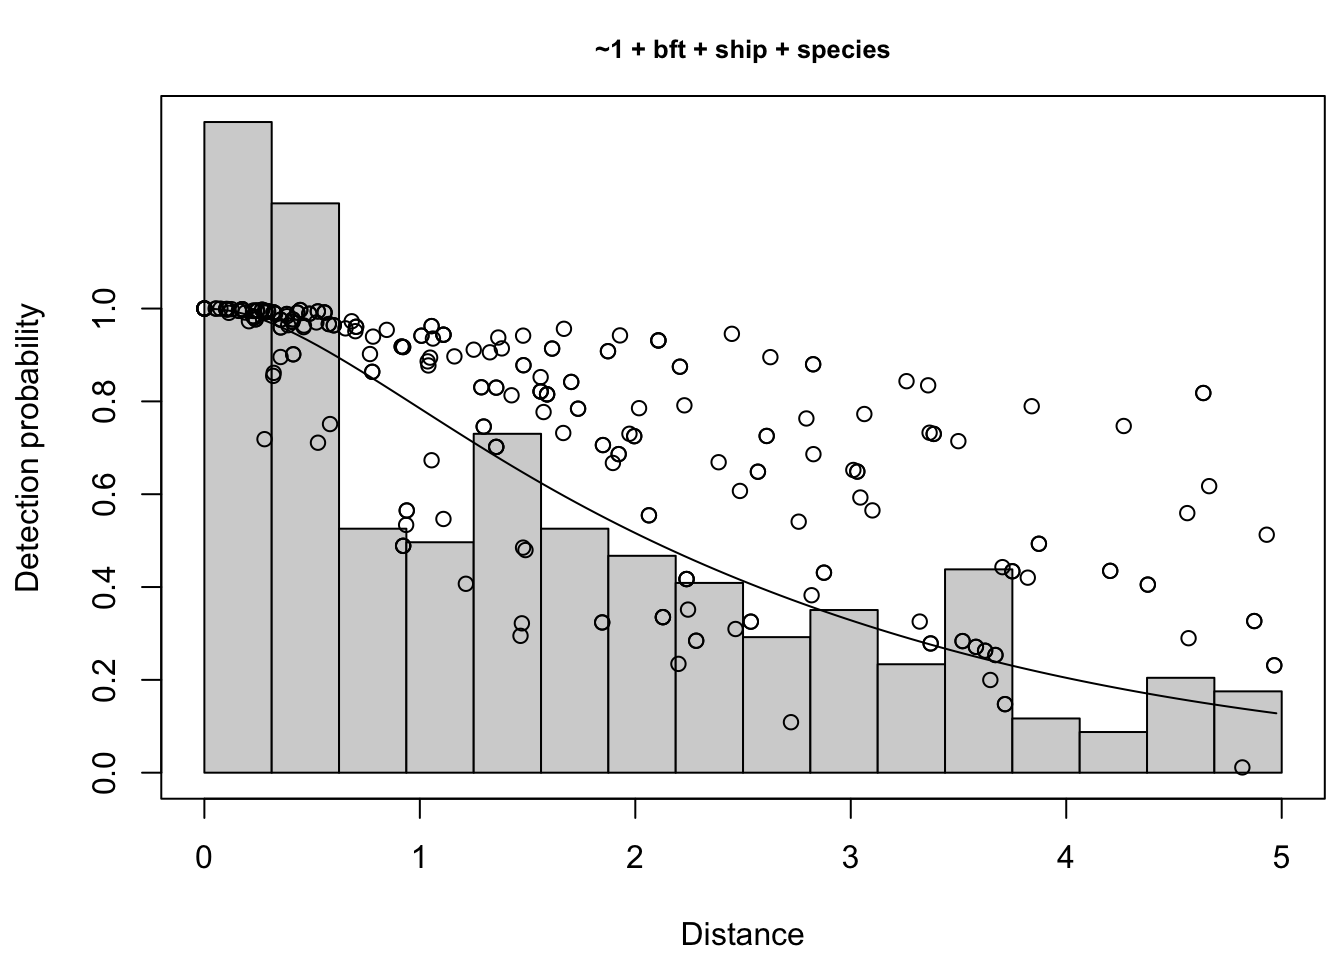 ~1 + bft + ship + species
Detection probability
1.0
0.8
0.6
0.4
0.2
0.0
0 1 2 3 4 5
Distance